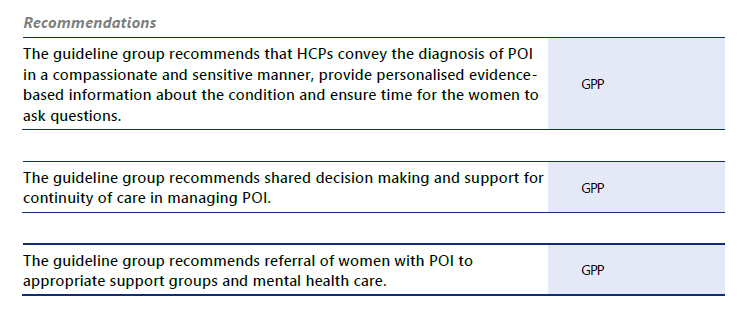 Recommendations
The guideline group recommends that HCPs convey the diagnosis of POI
in a compassionate and sensitive manner, provide personalised evidence-
based information about the condition and ensure time for the women to
ask questions.
GPP
The guideline group recommends shared decision making and support for
continuity of care in managing POI.
GPP
The guideline group recommends referral of women with POI to
appropriate support groups and mental health care.
GPP